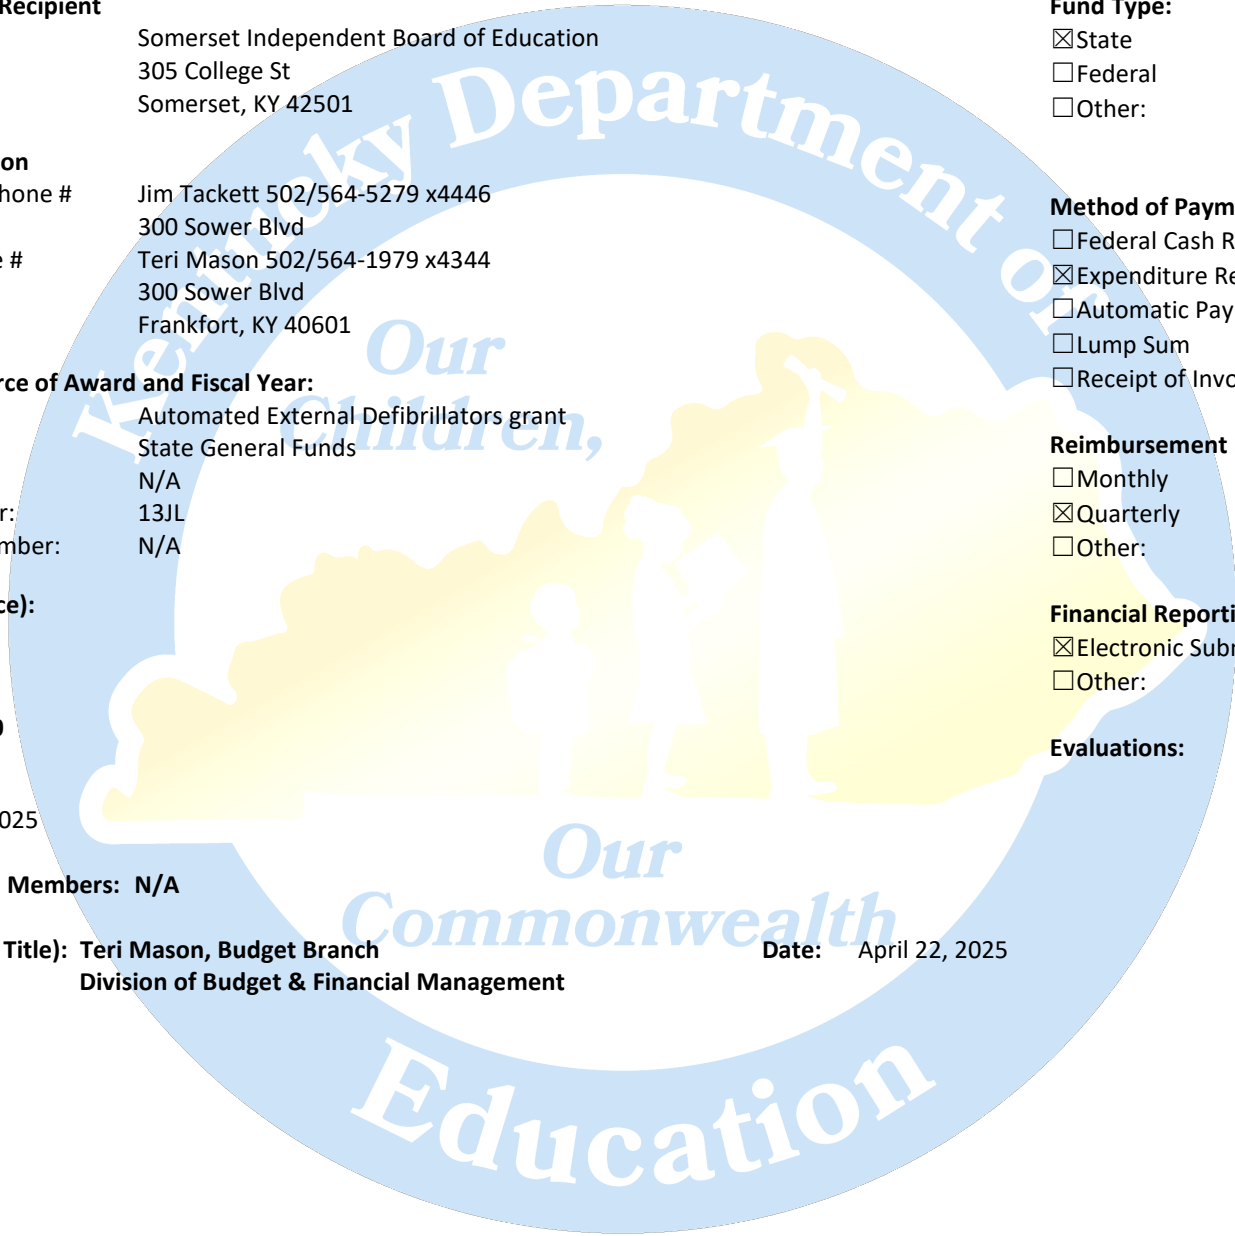 Recipient
Somerset Independent Board of Education
305 College St
Somerset, KY 42501
on
hone # Jim Tackett 502/564-5279 x4446
300 Sower Blvd
e # Teri Mason 502/564-1979 x4344
300 Sower Blvd
Frankfort, KY 40601
rce of Award and Fiscal Year:
Automated External Defibrillators grant
State General Funds
N/A
r: 13JL
mber: N/A
ce):
025
Members: N/A
Title): Teri Mason, Budget Branch
Division of Budget & Financial Management
Date: April 22, 2025
Fund Type:
☒State
☐Federal
☐Other:
Method of Paym
☐Federal Cash R
☒Expenditure Re
☐Automatic Pay
☐Lump Sum
☐Receipt of Invo
Reimbursement
☐Monthly
☒Quarterly
☐Other:
Financial Reporti
☒Electronic Subr
☐Other:
Evaluations:
Kentucky Department of
Education
Our
Children,
Our
Commonwealth